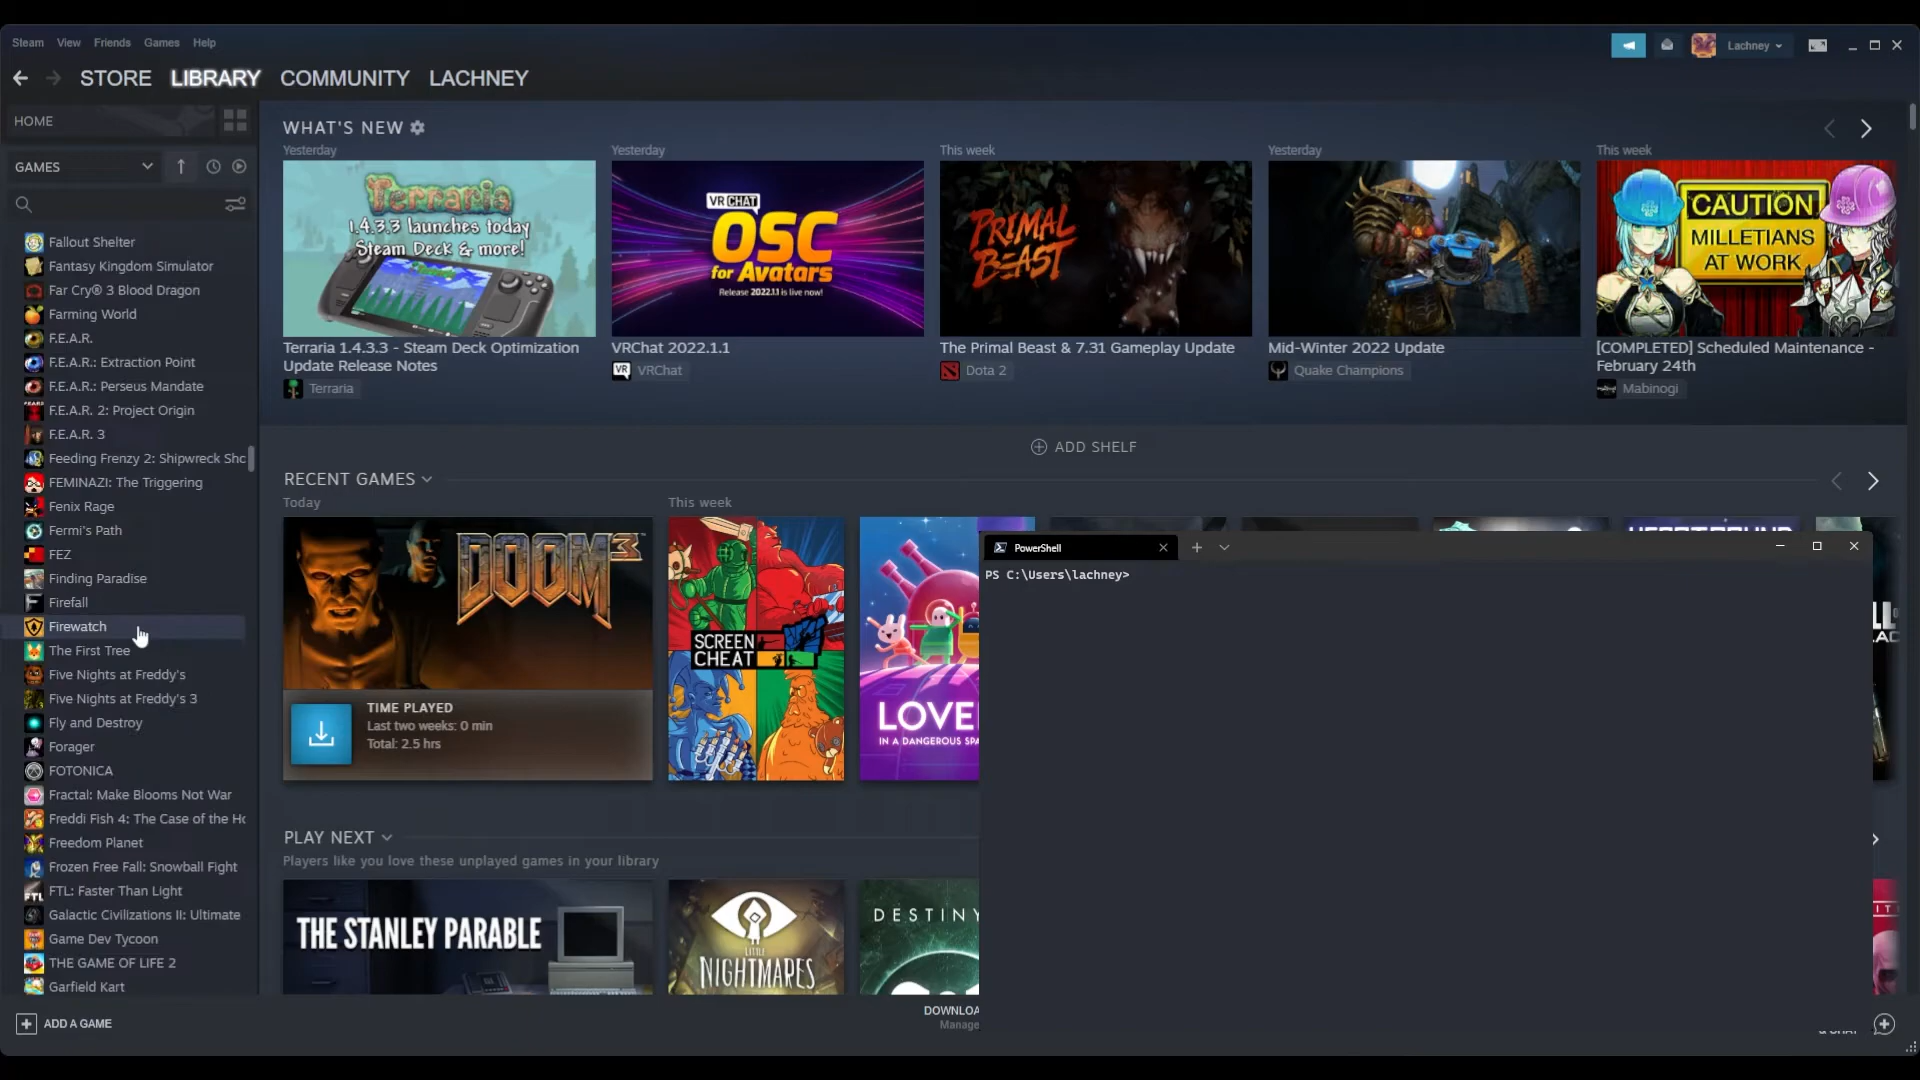 Steam View Friends Games Help
Lachney
STORE LIBRARY COMMUNITY LACHNEY
HOME
GAMES
Fallout Shelter
Fantasy Kingdom Simulator
Far Cry® 3 Blood Dragon
Farming World
F.E.A.R.
F.E.A.R.: Extraction Point
F.E.A.R.: Perseus Mandate
F.E.A.R. 2: Project Origin
F.E.A.R. 3
Feeding Frenzy 2: Shipwreck Sho
FEMINAZI: The Triggering
Fenix Rage
Fermi's Path
FEZ
Finding Paradise
Firefall
Firewatch
The First Tree
Five Nights at Freddy's
Five Nights at Freddy's 3
Fly and Destroy
Forager
FOTONICA
Fractal: Make Blooms Not War
Freddi Fish 4: The Case of the Ho
Freedom Planet
Frozen Free Fall: Snowball Fight
FTL: Faster Than Light
Galactic Civilizations II: Ultimate
Game Dev Tycoon
THE GAME OF LIFE 2
Garfield Kart
ADD A GAME
WHAT'S NEW
Yesterday
Terraria
1.4.3.3 launches today
Steam Deck & more!
Terraria 1.4.3.3 - Steam Deck Optimization
Update Release Notes
Terraria
Yesterday
VR CHAT
OSC
for Avatars
Release 2022.1.1 is live now!
VRChat 2022.1.1
VR VRChat
This week
PRIMAL
BEAST
The Primal Beast & 7.31 Gameplay Update
Dota 2
Yesterday
Mid-Winter 2022 Update
Quake Champions
This week
CAUTION
MILLETIANS
AT WORK
[COMPLETED] Scheduled Maintenance -
February 24th
Mabinogi
ADD SHELF
RECENT GAMES
Today
DOOM 3
TIME PLAYED
Last two weeks: 0 min
Total: 2.5 hrs
This week
SCREEN
CHEAT
LOVE
IN A DANGEROUS SPA
PowerShell
PS C:\Users\lachney>
PLAY NEXT
Players like you love these unplayed games in your library
THE STANLEY PARABLE
LITTLE
NIGHTMARES
DESTINY
DOWNLOA
Manage